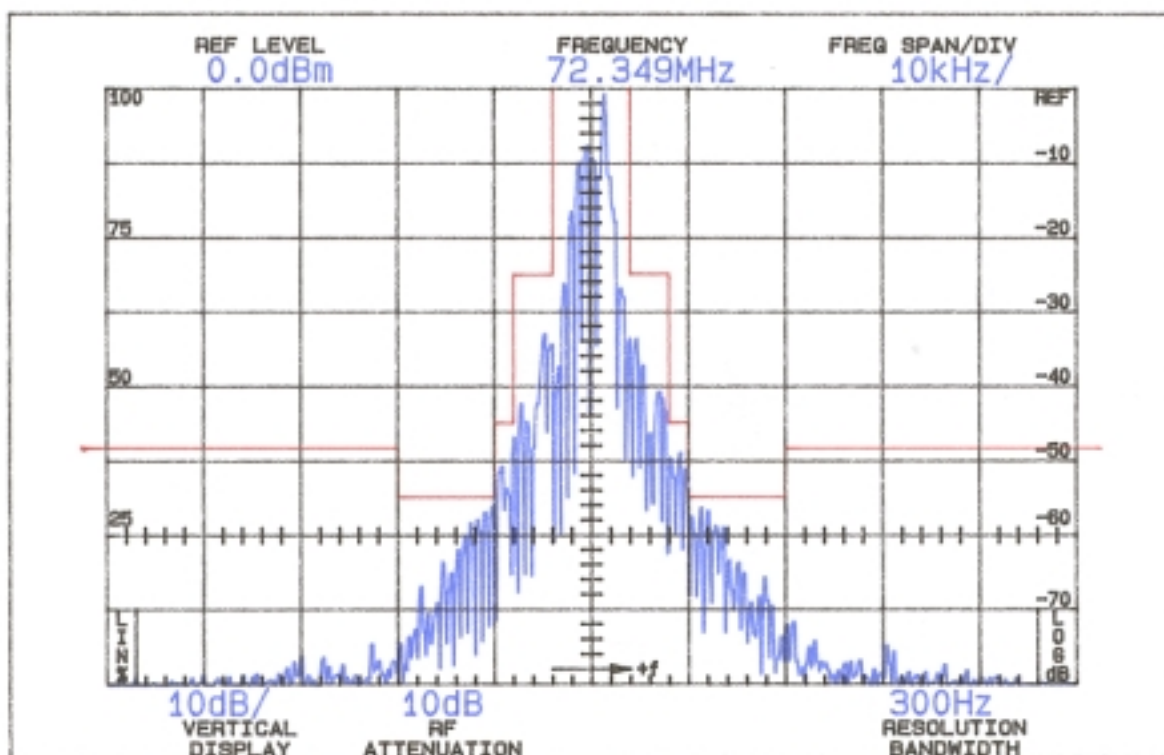 REF LEVEL FREQUENCY FREQ SPAN/DIV
0.0dBm 72.349MHz 10kHz/
100 REF
-10
75 -20
-30
50 -40
-50
25 -60
-70
LINEAR LOG dB
+f
10dB/ 10dB 300Hz
VERTICAL RF RESOLUTION
DISPLAY ATTENUATION BANDWIDTH